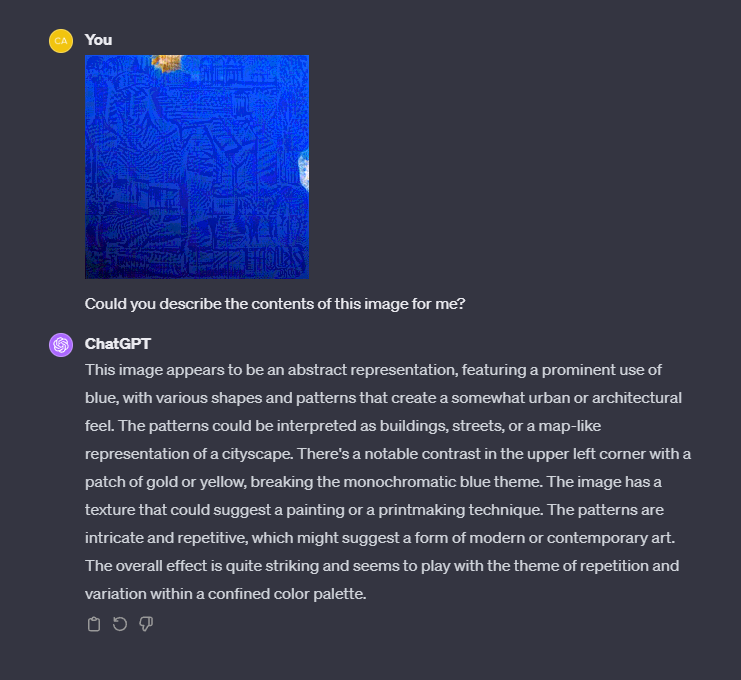 CA You
Could you describe the contents of this image for me?
ChatGPT
This image appears to be an abstract representation, featuring a prominent use of
blue, with various shapes and patterns that create a somewhat urban or architectural
feel. The patterns could be interpreted as buildings, streets, or a map-like
representation of a cityscape. There's a notable contrast in the upper left corner with a
patch of gold or yellow, breaking the monochromatic blue theme. The image has a
texture that could suggest a painting or a printmaking technique. The patterns are
intricate and repetitive, which might suggest a form of modern or contemporary art.
The overall effect is quite striking and seems to play with the theme of repetition and
variation within a confined color palette.